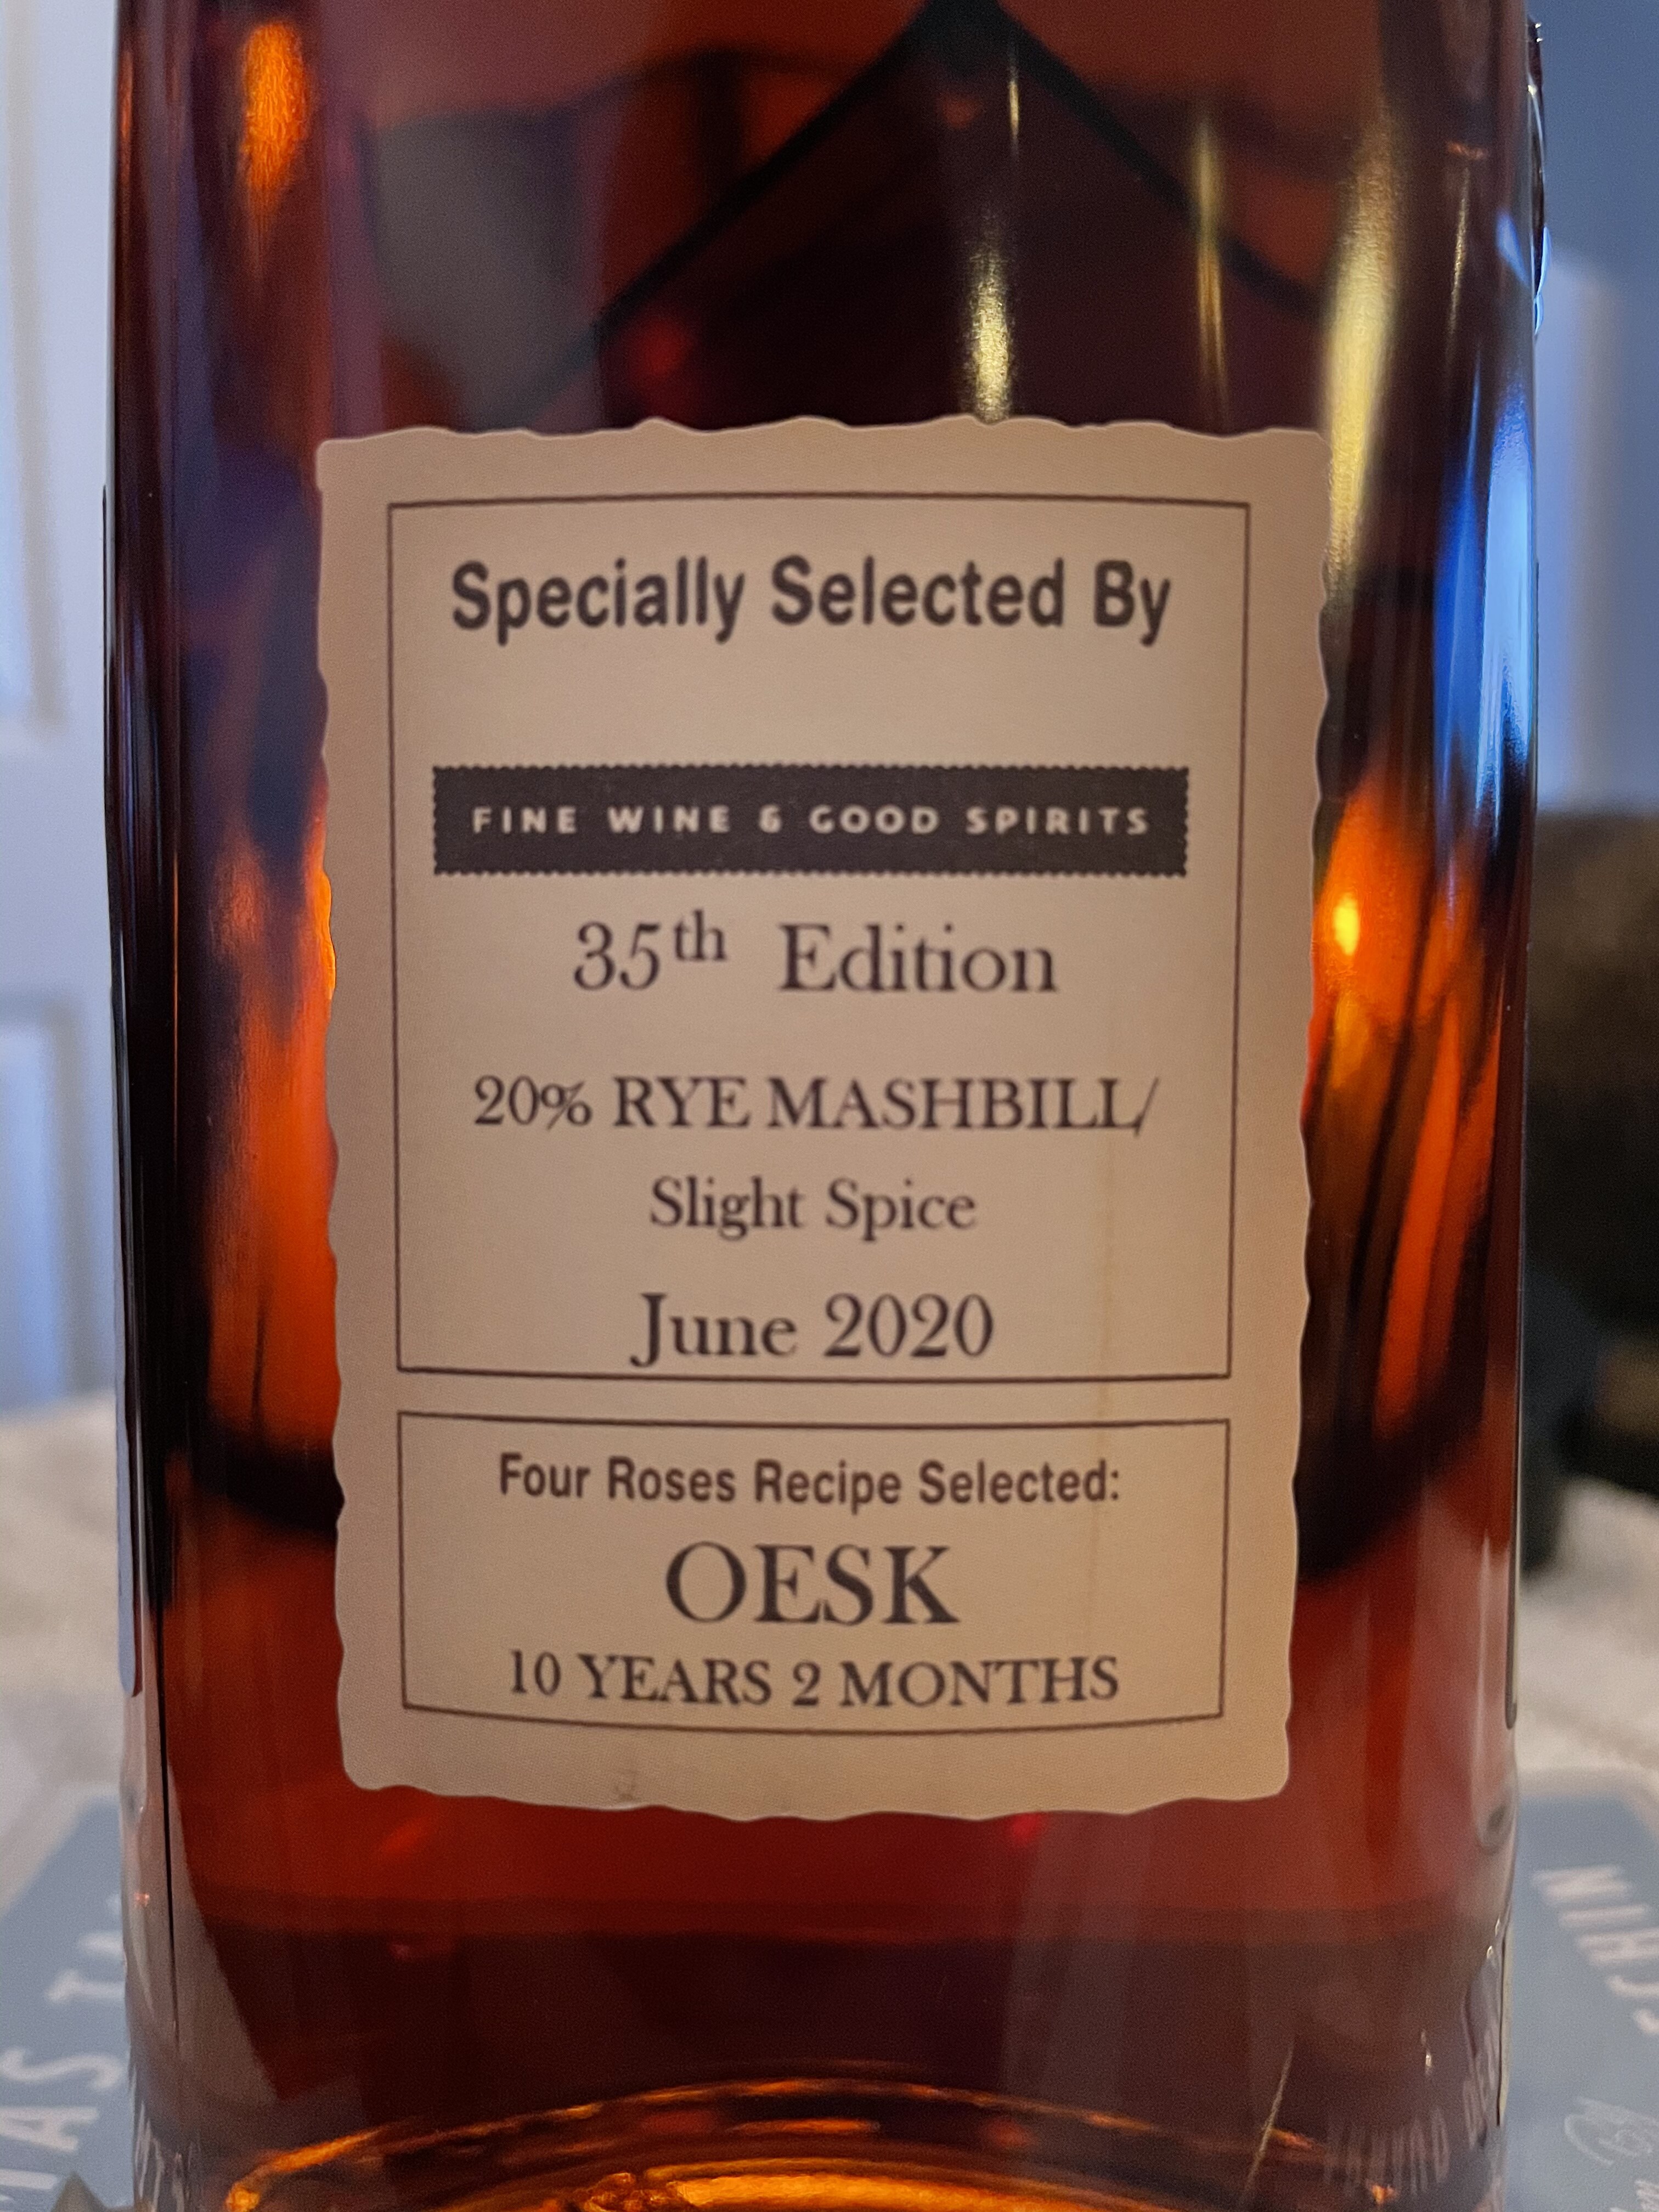 Specially Selected By
FINE WINE & GOOD SPIRITS
35th Edition
20% RYE MASHBILL/
Slight Spice
June 2020
Four Roses Recipe Selected:
OESK
10 YEARS 2 MONTHS